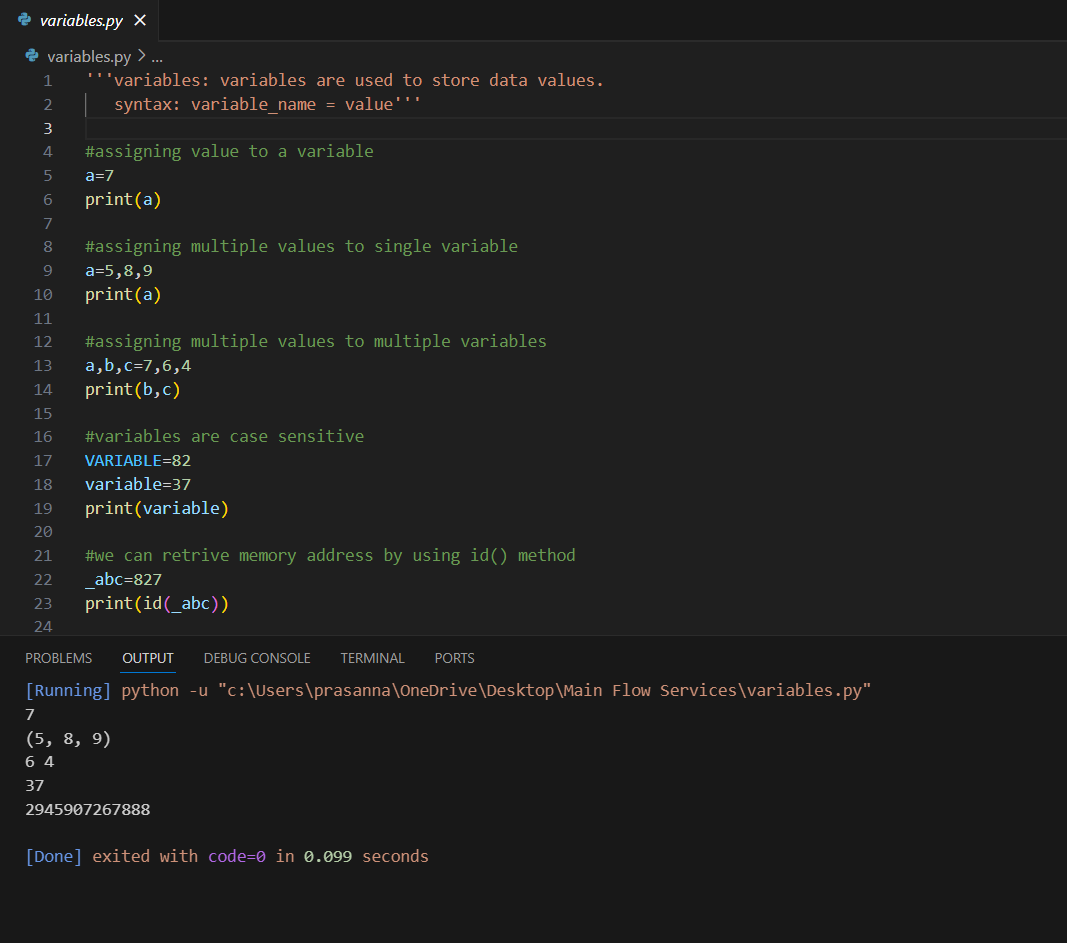 variables.py
variables.py > ...
1 '''variables: variables are used to store data values.
2    syntax: variable_name = value'''
3
4 #assigning value to a variable
5 a=7
6 print(a)
7
8 #assigning multiple values to single variable
9 a=5,8,9
10 print(a)
11
12 #assigning multiple values to multiple variables
13 a,b,c=7,6,4
14 print(b,c)
15
16 #variables are case sensitive
17 VARIABLE=82
18 variable=37
19 print(variable)
20
21 #we can retrive memory address by using id() method
22 _abc=827
23 print(id(_abc))
24
PROBLEMS OUTPUT DEBUG CONSOLE TERMINAL PORTS
[Running] python -u "c:\Users\prasanna\OneDrive\Desktop\Main Flow Services\variables.py"
7
(5, 8, 9)
6 4
37
2945907267888
[Done] exited with code=0 in 0.099 seconds